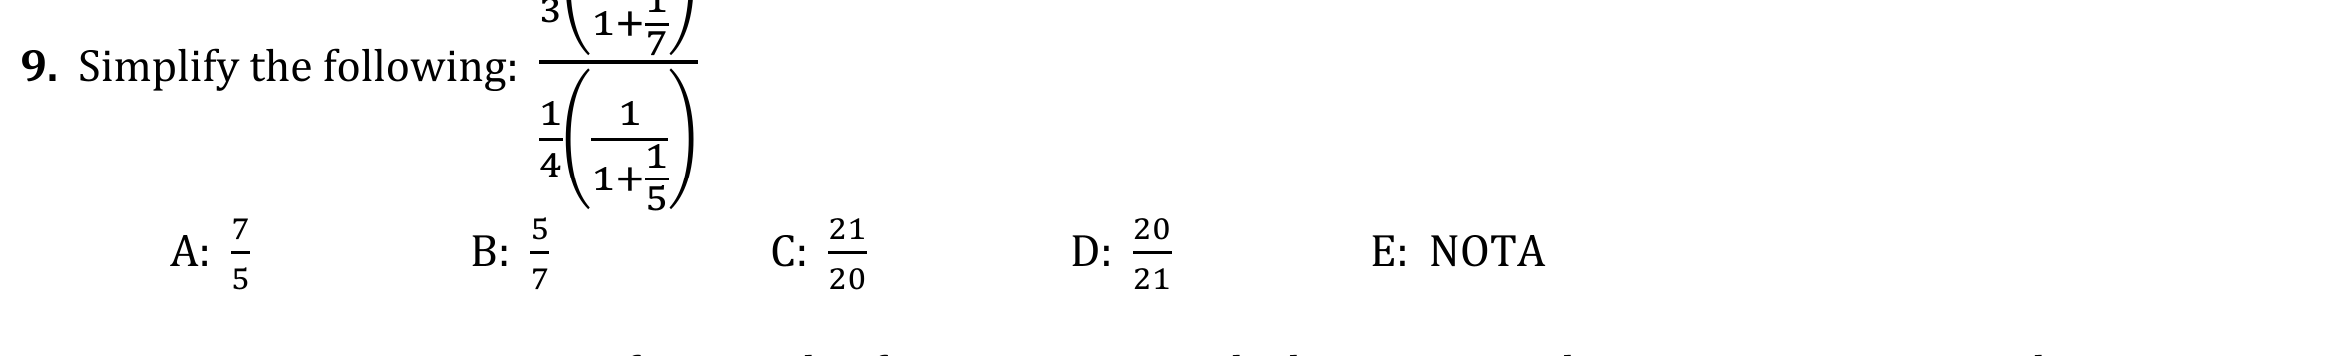 9. Simplify the following: \frac{3\left(1+\frac{1}{7}\right)}{\frac{1}{4}\left(\frac{1}{1+\frac{1}{5}}\right)}
A: \frac{7}{5} B: \frac{5}{7} C: \frac{21}{20} D: \frac{20}{21} E: NOTA